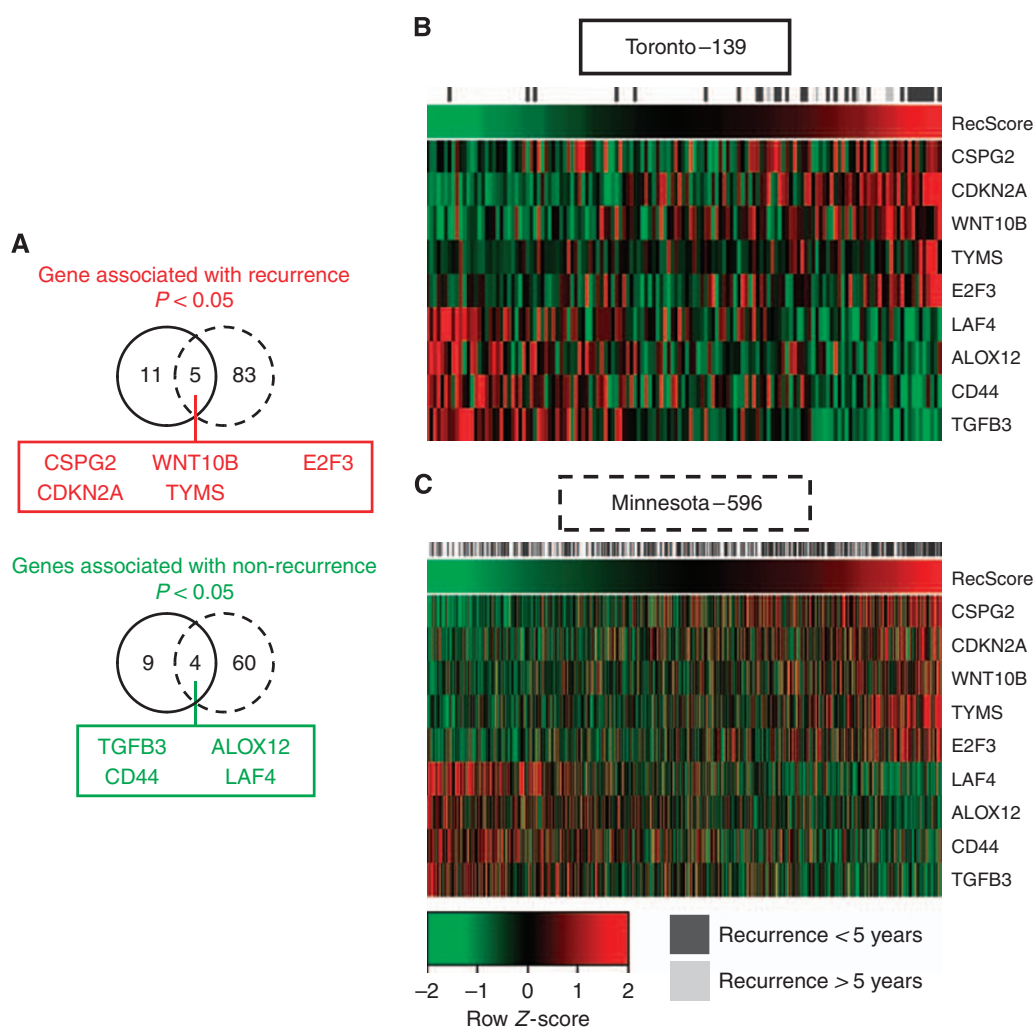 A
Gene associated with recurrence
P < 0.05
11 5 83
CSPG2 WNT10B E2F3
CDKN2A TYMS
Genes associated with non-recurrence
P < 0.05
9 4 60
TGFB3 ALOX12
CD44 LAF4
B
Toronto–139
RecScore
CSPG2
CDKN2A
WNT10B
TYMS
E2F3
LAF4
ALOX12
CD44
TGFB3
C
Minnesota–596
RecScore
CSPG2
CDKN2A
WNT10B
TYMS
E2F3
LAF4
ALOX12
CD44
TGFB3
–2 –1 0 1 2
Row Z-score
Recurrence < 5 years
Recurrence > 5 years